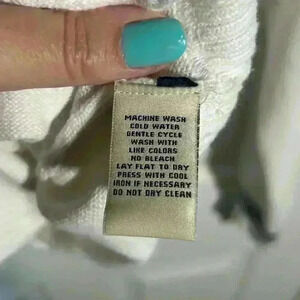 MACHINE WASH
COLD WATER
GENTLE CYCLE
WASH WITH
LIKE COLORS
NO BLEACH
LAY FLAT TO DRY
PRESS WITH COOL
IRON IF NECESSARY
DO NOT DRY CLEAN